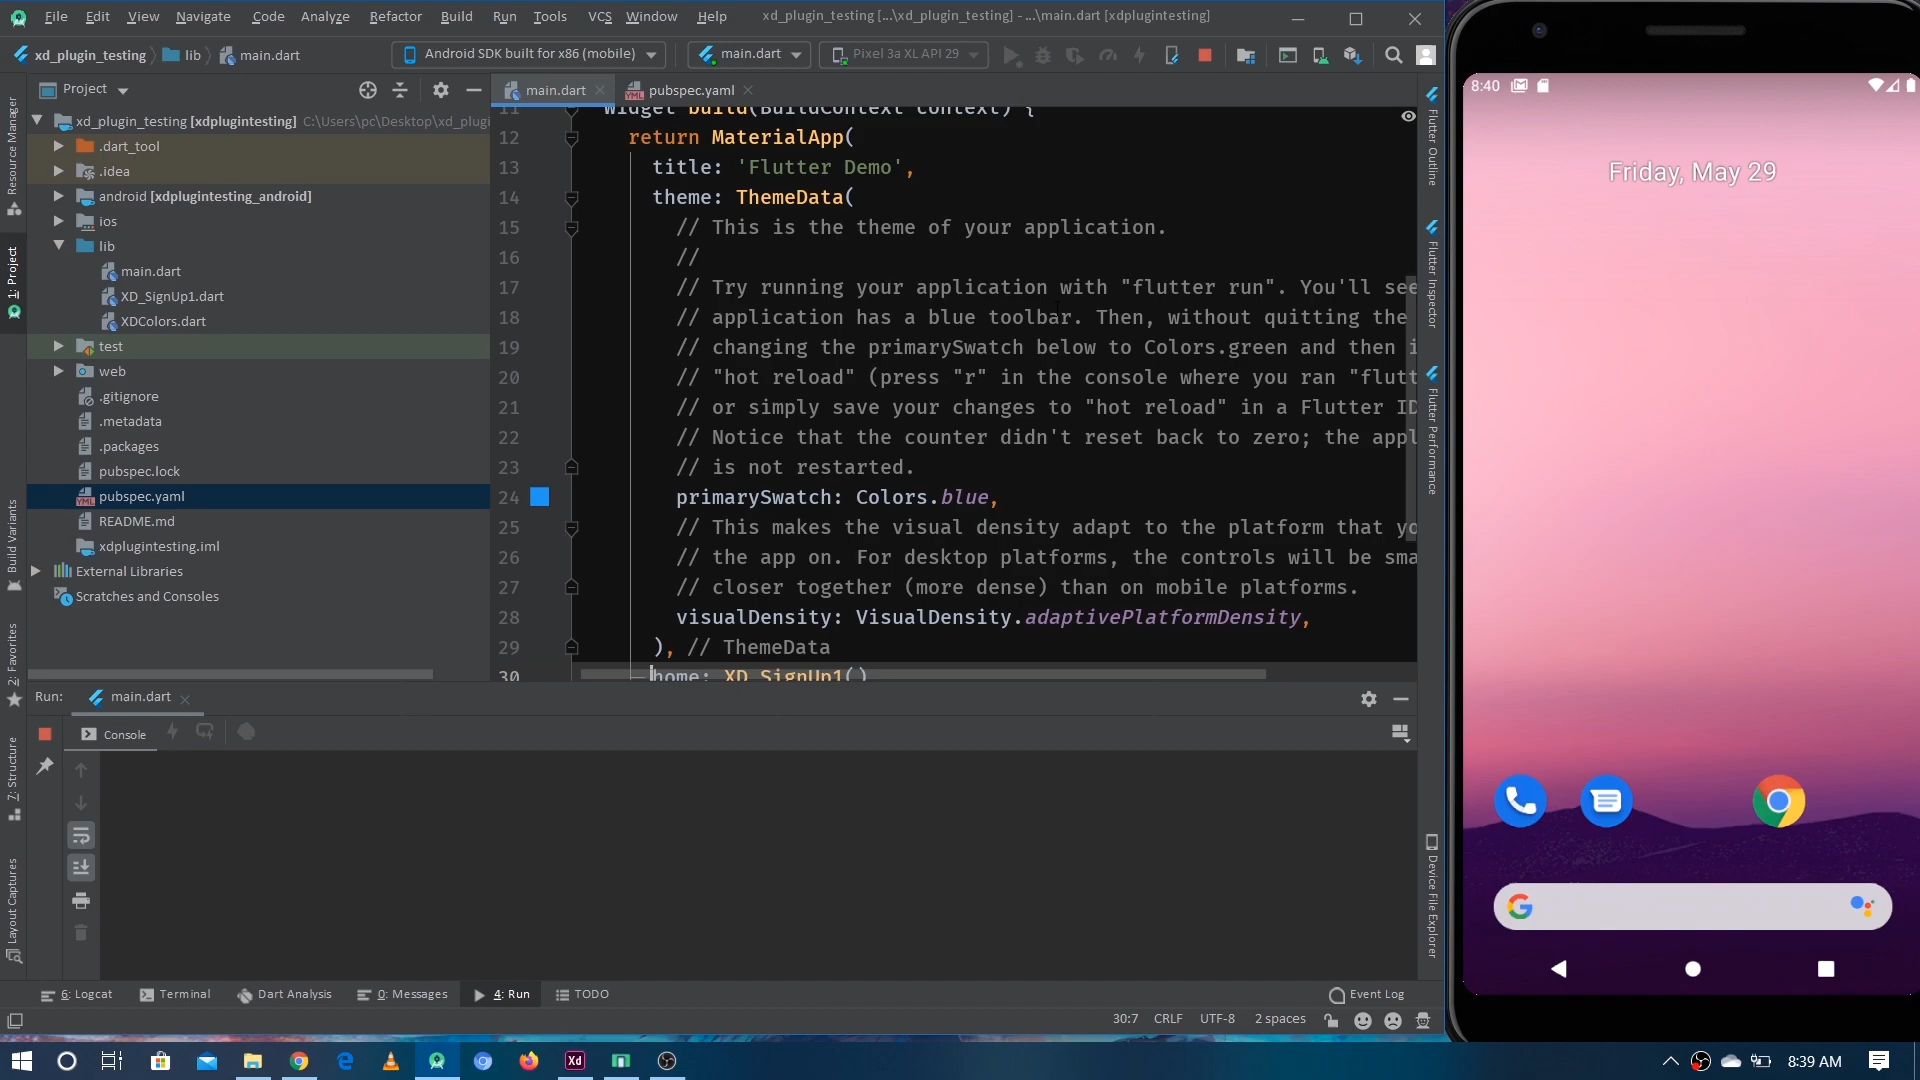 File Edit View Navigate Code Analyze Refactor Build Run Tools VCS Window Help xd_plugin_testing [...\xd_plugin_testing] - ...\main.dart [xdplugintesting]
xd_plugin_testing lib main.dart Android SDK built for x86 (mobile) main.dart Pixel 3a XL API 29
Project main.dart pubspec.yaml
xd_plugin_testing [xdplugintesting] C:\Users\pc\Desktop\xd_plugi
.dart_tool
.idea
android [xdplugintesting_android]
ios
lib
main.dart
XD_SignUp1.dart
XDColors.dart
test
web
.gitignore
.metadata
.packages
pubspec.lock
pubspec.yaml
README.md
xdplugintesting.iml
External Libraries
Scratches and Consoles
Resource Manager
1: Project
Build Variants
2: Favorites
7: Structure
Layout Captures
11 Widget build(BuildContext context) {
12 return MaterialApp(
13 title: 'Flutter Demo',
14 theme: ThemeData(
15 // This is the theme of your application.
16 //
17 // Try running your application with "flutter run". You'll see
18 // application has a blue toolbar. Then, without quitting the
19 // changing the primarySwatch below to Colors.green and then i
20 // "hot reload" (press "r" in the console where you ran "flutt
21 // or simply save your changes to "hot reload" in a Flutter ID
22 // Notice that the counter didn't reset back to zero; the appl
23 // is not restarted.
24 primarySwatch: Colors.blue,
25 // This makes the visual density adapt to the platform that yo
26 // the app on. For desktop platforms, the controls will be sma
27 // closer together (more dense) than on mobile platforms.
28 visualDensity: VisualDensity.adaptivePlatformDensity,
29 ), // ThemeData
30 home: XD_SignUp1()
Flutter Outline
Flutter Inspector
Flutter Performance
Device File Explorer
Run: main.dart
Console
6: Logcat Terminal Dart Analysis 0: Messages 4: Run TODO Event Log
30:7 CRLF UTF-8 2 spaces
8:40
Friday, May 29
Xd
8:39 AM